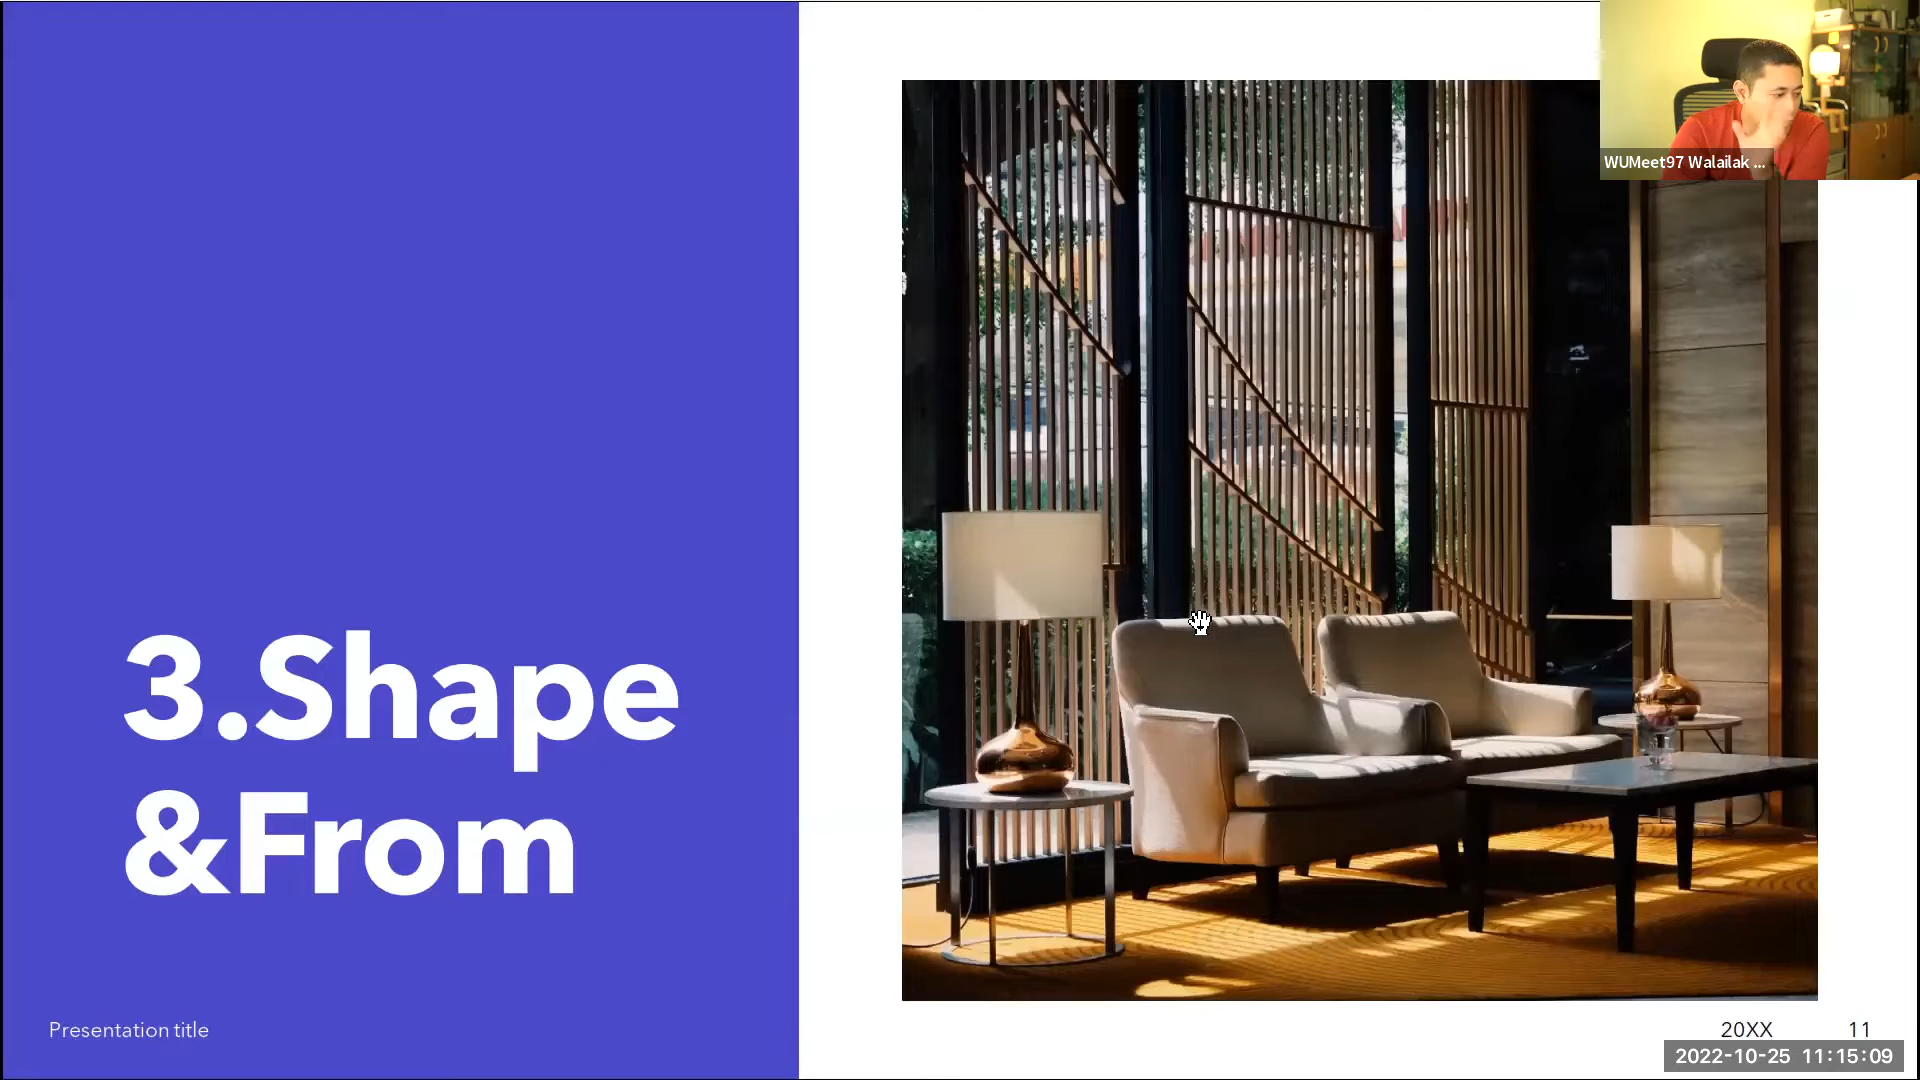 WUMeet97 Walailak ...
3.Shape
&From
Presentation title
20XX
11
2022-10-25 11:15:09